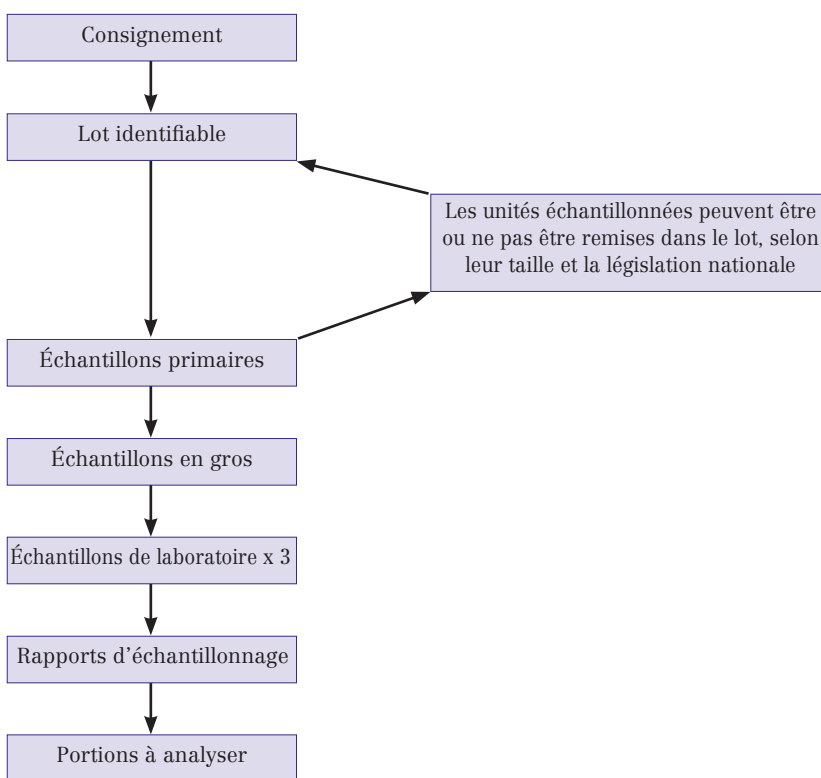 Consignement
Lot identifiable
Les unités échantillonnées peuvent être
ou ne pas être remises dans le lot, selon
leur taille et la législation nationale
Échantillons primaires
Échantillons en gros
Échantillons de laboratoire x 3
Rapports d’échantillonnage
Portions à analyser